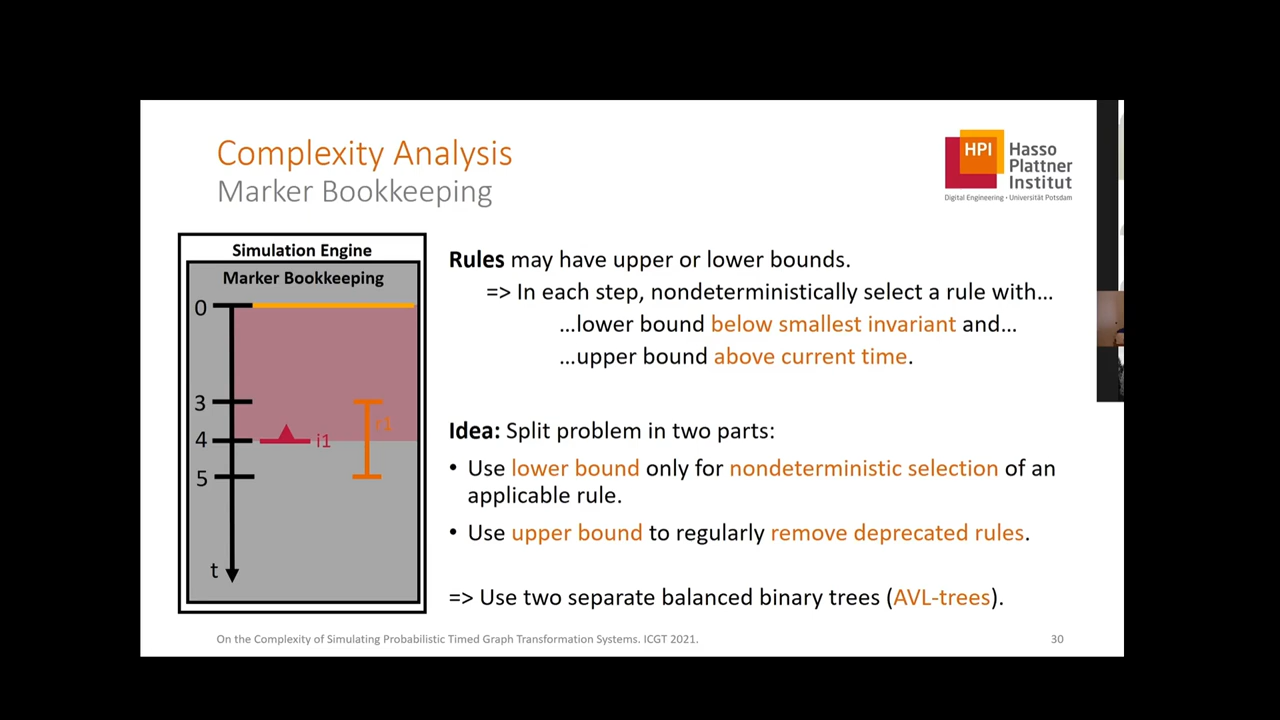 Complexity Analysis
Marker Bookkeeping
HPI Hasso
Plattner
Institut
Digital Engineering • Universität Potsdam
Simulation Engine
Marker Bookkeeping
0
3
4
5
t
i1
r1
Rules may have upper or lower bounds.
=> In each step, nondeterministically select a rule with...
...lower bound below smallest invariant and...
...upper bound above current time.
Idea: Split problem in two parts:
• Use lower bound only for nondeterministic selection of an
applicable rule.
• Use upper bound to regularly remove deprecated rules.
=> Use two separate balanced binary trees (AVL-trees).
On the Complexity of Simulating Probabilistic Timed Graph Transformation Systems. ICGT 2021.
30